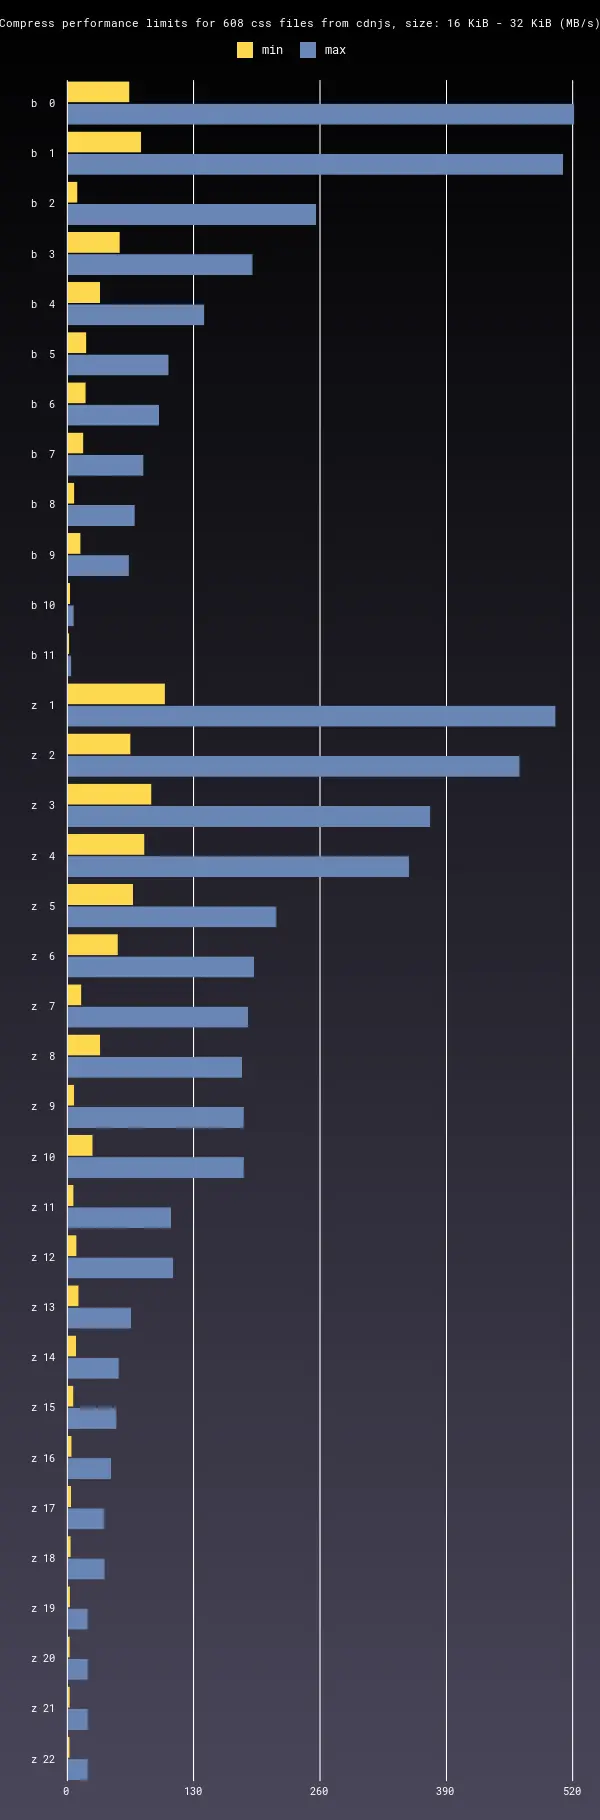 Compress performance limits for 608 css files from cdnjs, size: 16 KiB - 32 KiB (MB/s)
min max
b 0
b 1
b 2
b 3
b 4
b 5
b 6
b 7
b 8
b 9
b 10
b 11
z 1
z 2
z 3
z 4
z 5
z 6
z 7
z 8
z 9
z 10
z 11
z 12
z 13
z 14
z 15
z 16
z 17
z 18
z 19
z 20
z 21
z 22
0 130 260 390 520